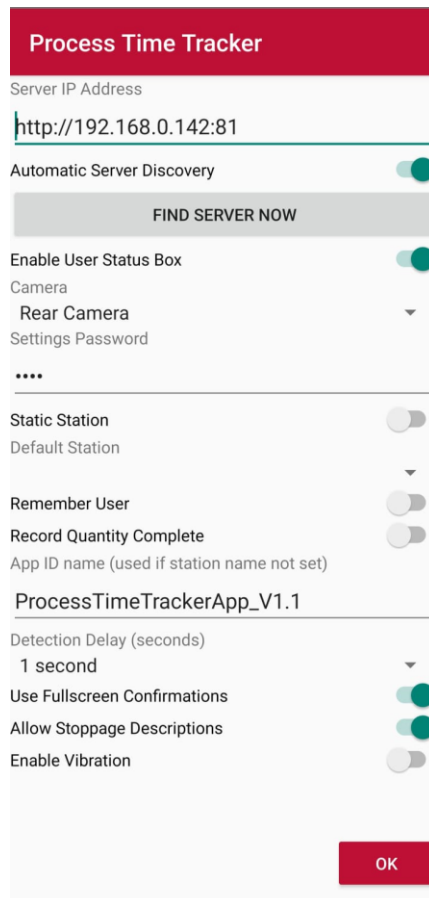 Process Time Tracker
Server IP Address
http://192.168.0.142:81
Automatic Server Discovery
FIND SERVER NOW
Enable User Status Box
Camera
Rear Camera
Settings Password
••••
Static Station
Default Station
Remember User
Record Quantity Complete
App ID name (used if station name not set)
ProcessTimeTrackerApp_V1.1
Detection Delay (seconds)
1 second
Use Fullscreen Confirmations
Allow Stoppage Descriptions
Enable Vibration
OK